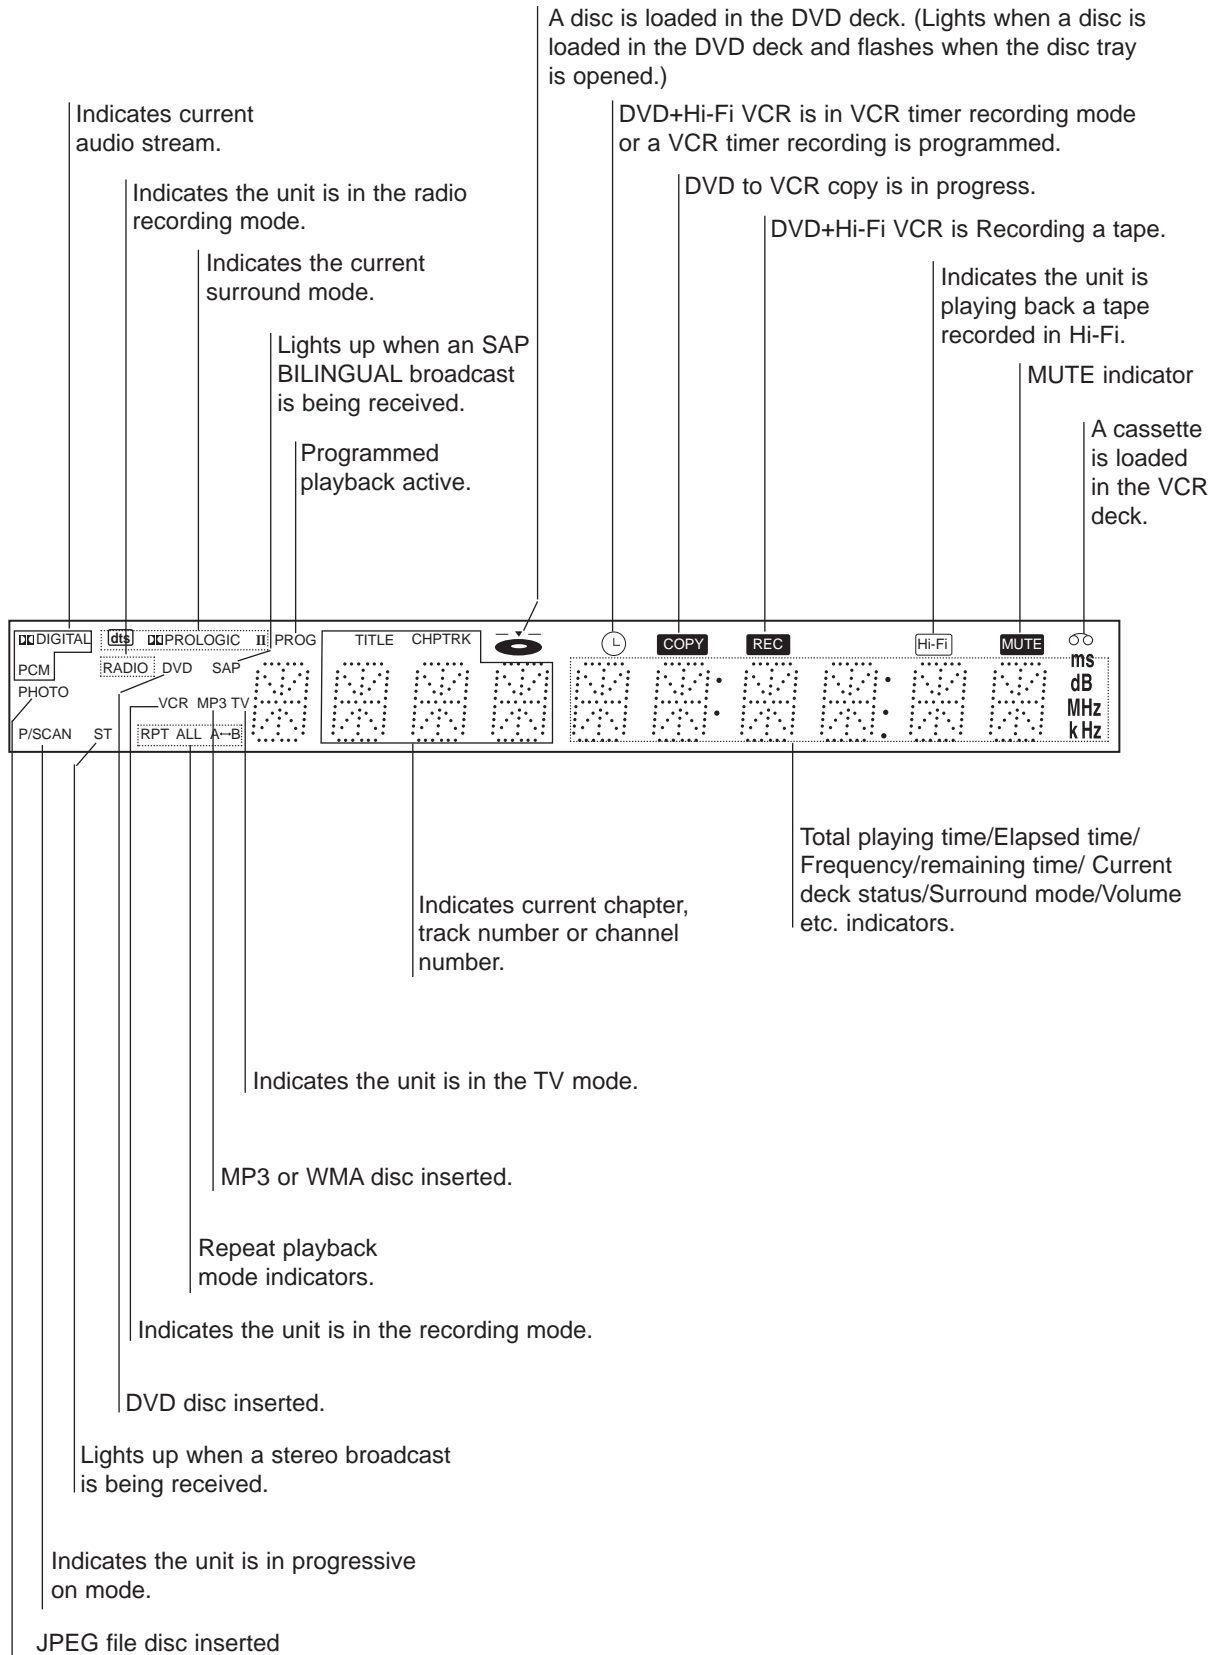 A disc is loaded in the DVD deck. (Lights when a disc is
loaded in the DVD deck and flashes when the disc tray
is opened.)
Indicates current
audio stream.
DVD+Hi-Fi VCR is in VCR timer recording mode
or a VCR timer recording is programmed.
Indicates the unit is in the radio
recording mode.
DVD to VCR copy is in progress.
DVD+Hi-Fi VCR is Recording a tape.
Indicates the current
surround mode.
Indicates the unit is
playing back a tape
recorded in Hi-Fi.
Lights up when an SAP
BILINGUAL broadcast
is being received.
MUTE indicator
A cassette
is loaded
in the VCR
deck.
Programmed
playback active.
DIGITAL dts PROLOGIC II PROG TITLE CHPTRK COPY REC Hi-Fi MUTE
PCM RADIO DVD SAP ms
PHOTO dB
VCR MP3 TV MHz
P/SCAN ST RPT ALL A↔B kHz
Total playing time/Elapsed time/
Frequency/remaining time/ Current
deck status/Surround mode/Volume
etc. indicators.
Indicates current chapter,
track number or channel
number.
Indicates the unit is in the TV mode.
MP3 or WMA disc inserted.
Repeat playback
mode indicators.
Indicates the unit is in the recording mode.
DVD disc inserted.
Lights up when a stereo broadcast
is being received.
Indicates the unit is in progressive
on mode.
JPEG file disc inserted